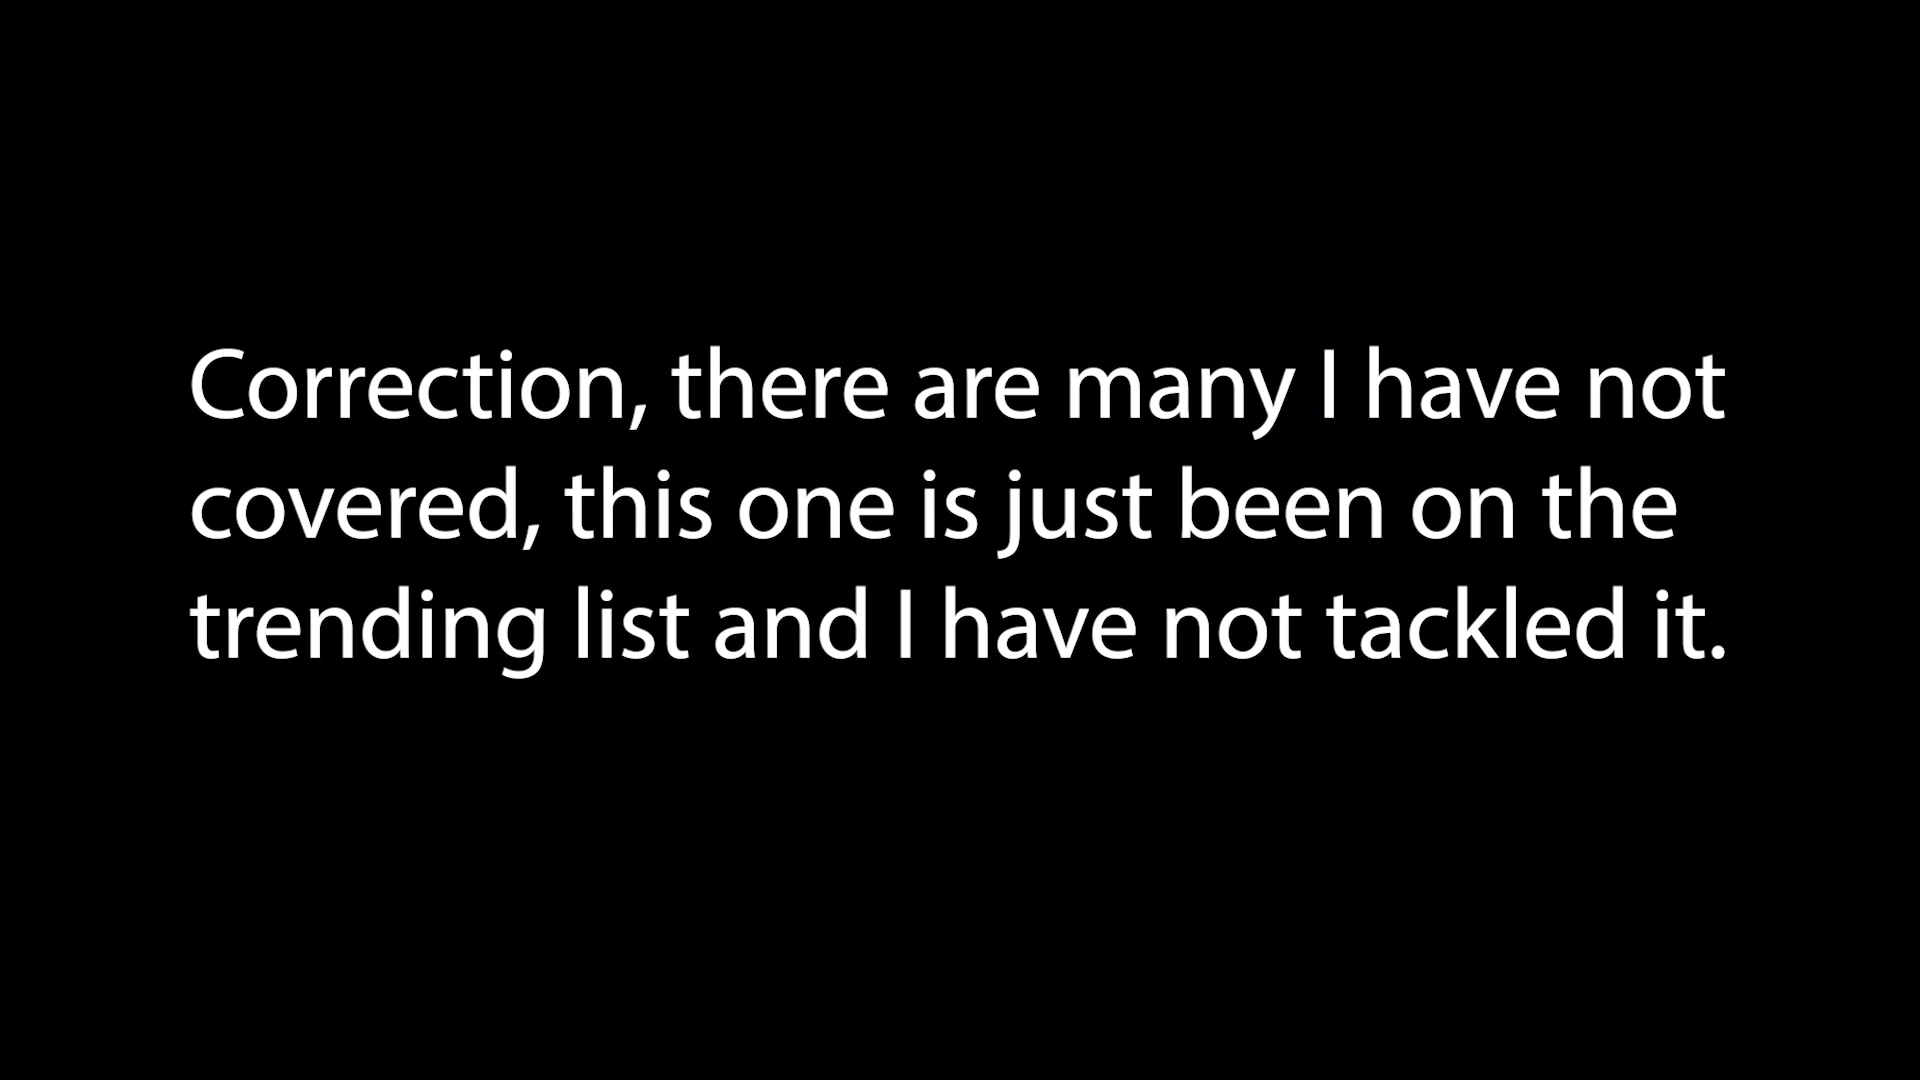 Correction, there are many I have not
covered, this one is just been on the
trending list and I have not tackled it.